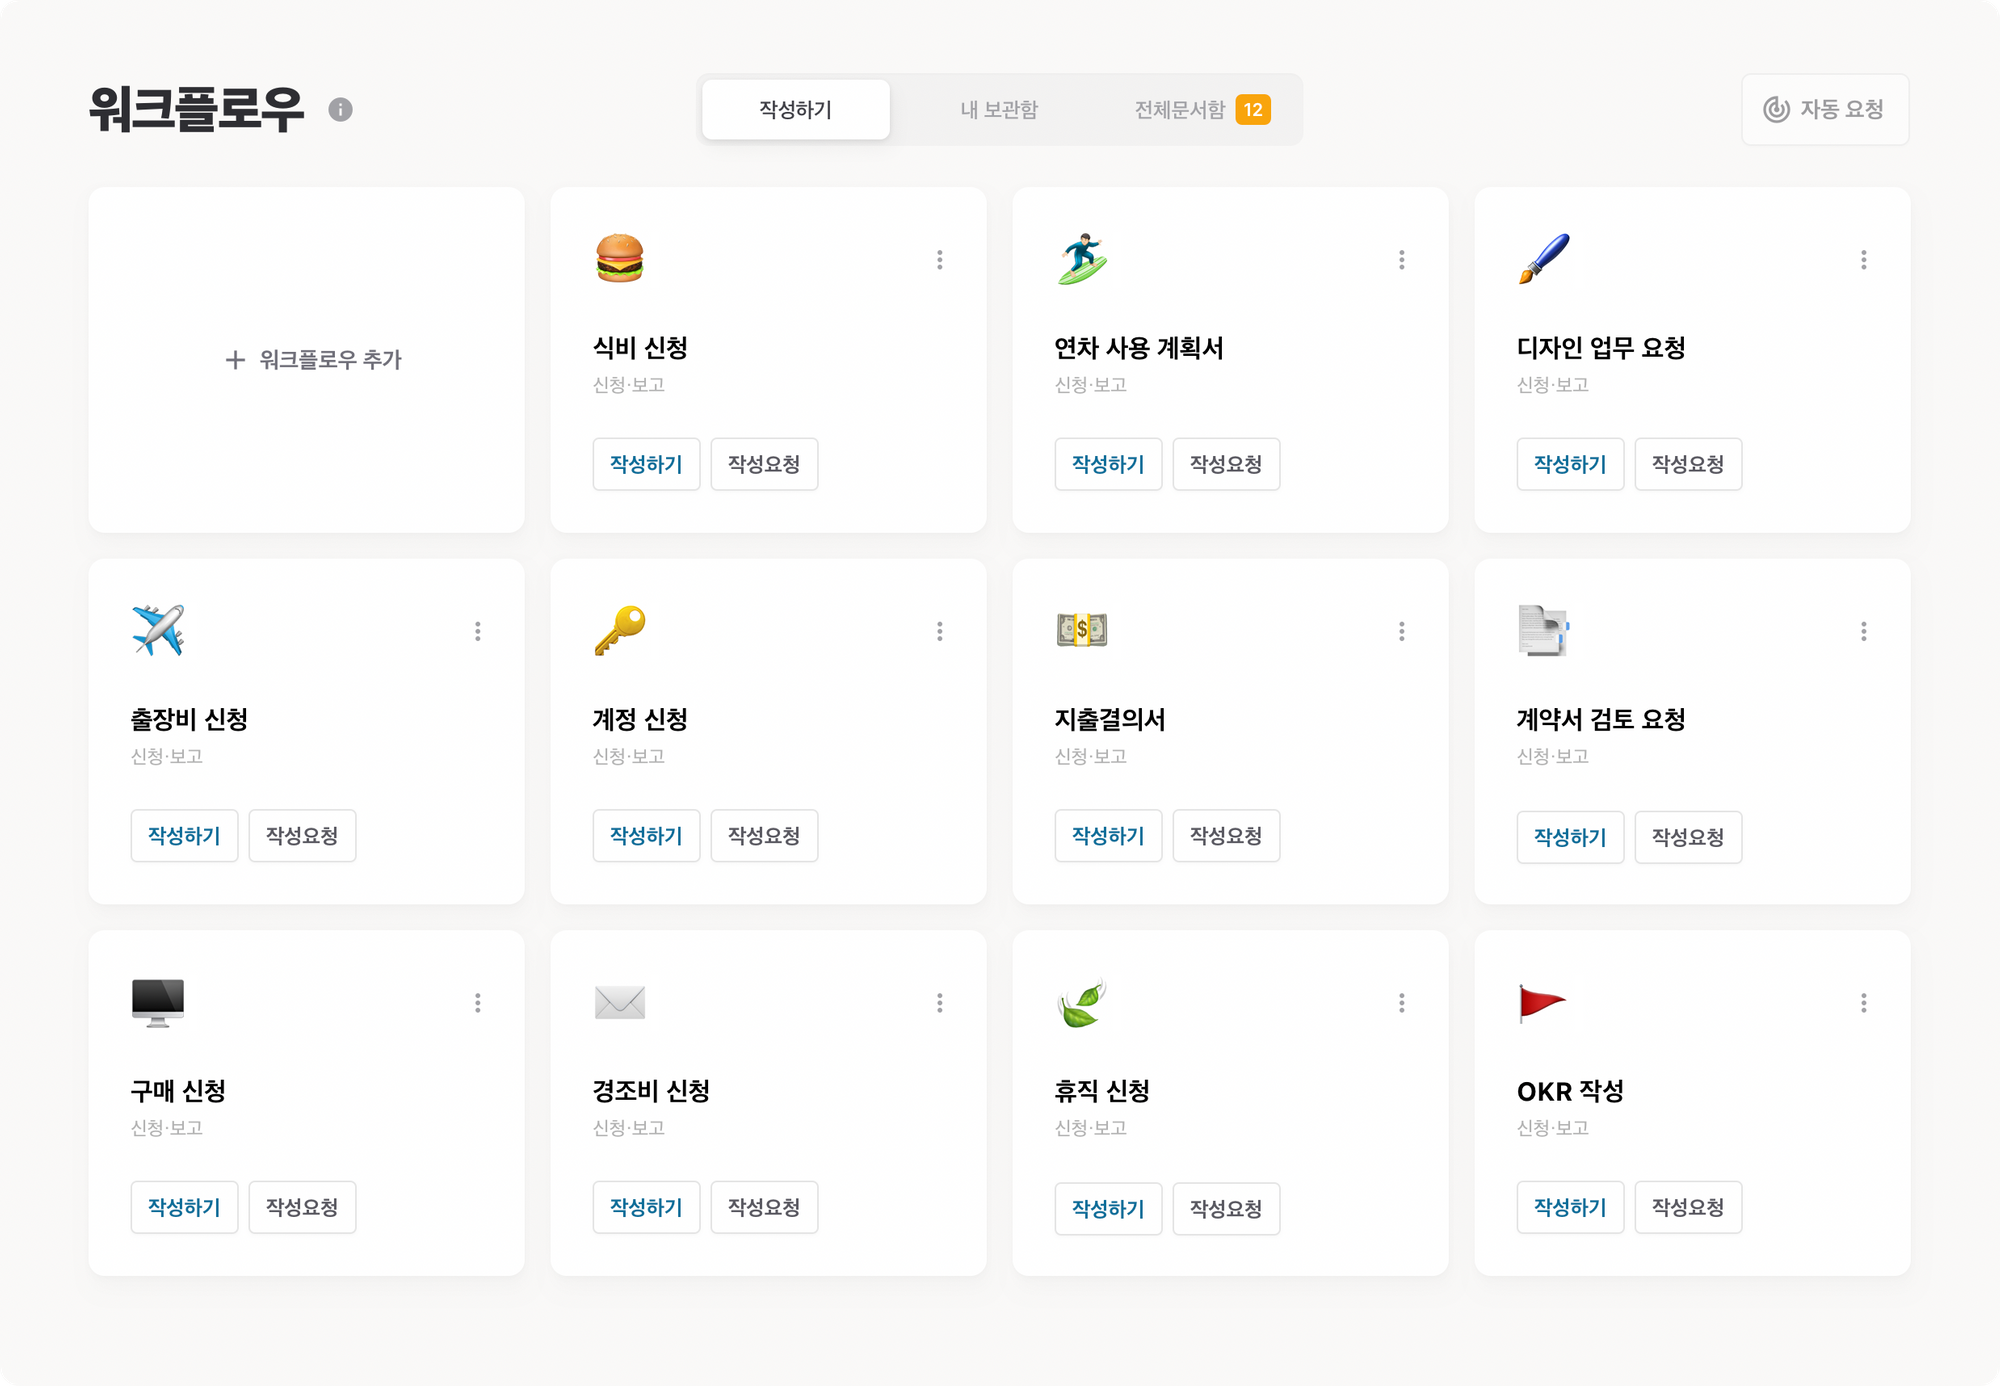 워크플로우
작성하기
내 보관함
전체문서함 12
자동 요청
+ 워크플로우 추가
식비 신청
신청·보고
작성하기 작성요청
연차 사용 계획서
신청·보고
작성하기 작성요청
디자인 업무 요청
신청·보고
작성하기 작성요청
출장비 신청
신청·보고
작성하기 작성요청
계정 신청
신청·보고
작성하기 작성요청
지출결의서
신청·보고
작성하기 작성요청
계약서 검토 요청
신청·보고
작성하기 작성요청
구매 신청
신청·보고
작성하기 작성요청
경조비 신청
신청·보고
작성하기 작성요청
휴직 신청
신청·보고
작성하기 작성요청
OKR 작성
신청·보고
작성하기 작성요청